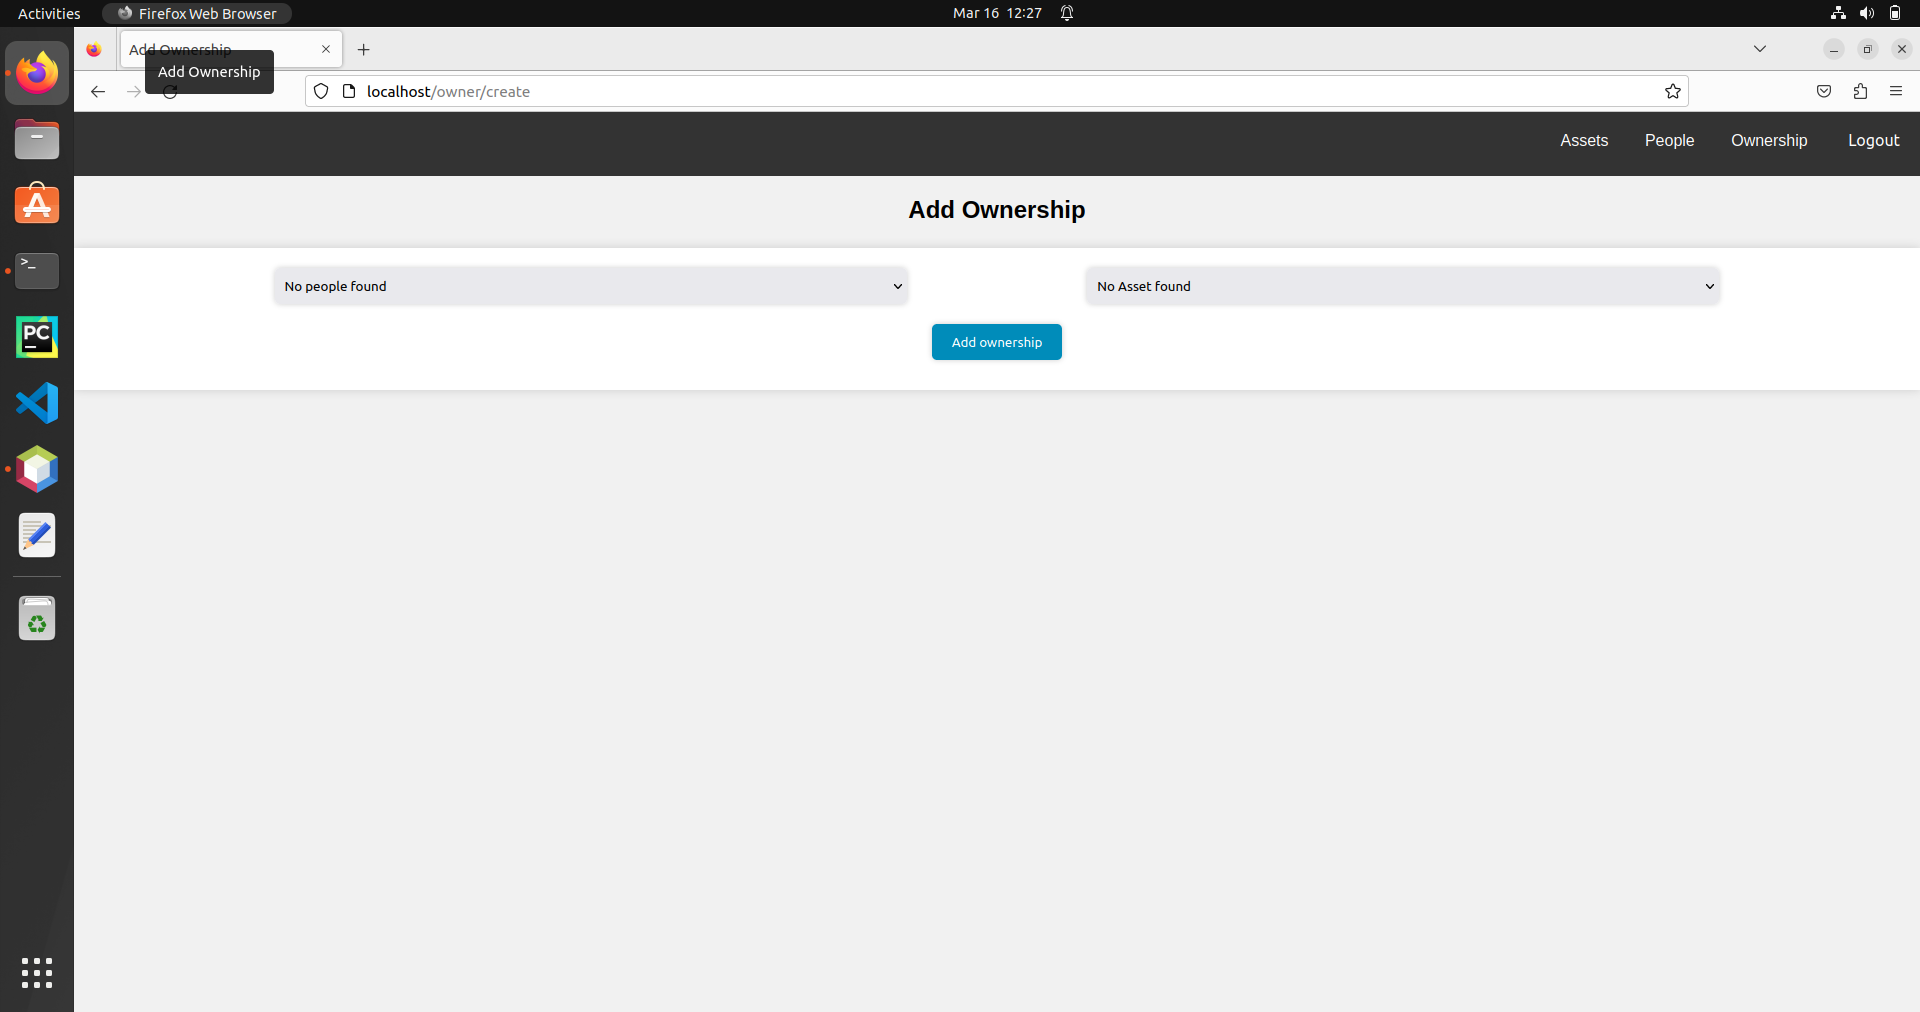 Activities
Firefox Web Browser
Mar 16 12:27
Add Ownership
Add Ownership
localhost/owner/create
Assets
People
Ownership
Logout
Add Ownership
No people found
No Asset found
Add ownership
>_
PC